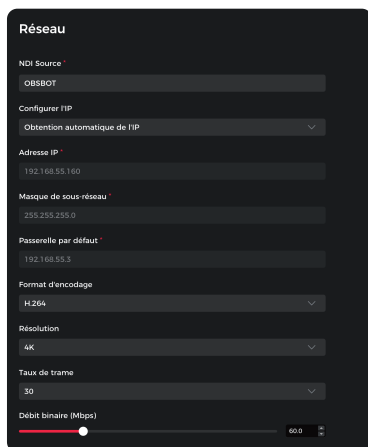 Réseau
NDI Source *
OBSBOT
Configurer l'IP
Obtention automatique de l'IP
Adresse IP *
192.168.55.160
Masque de sous-réseau *
255.255.255.0
Passerelle par défaut *
192.168.55.3
Format d'encodage
H.264
Résolution
4K
Taux de trame
30
Débit binaire (Mbps)
60.0